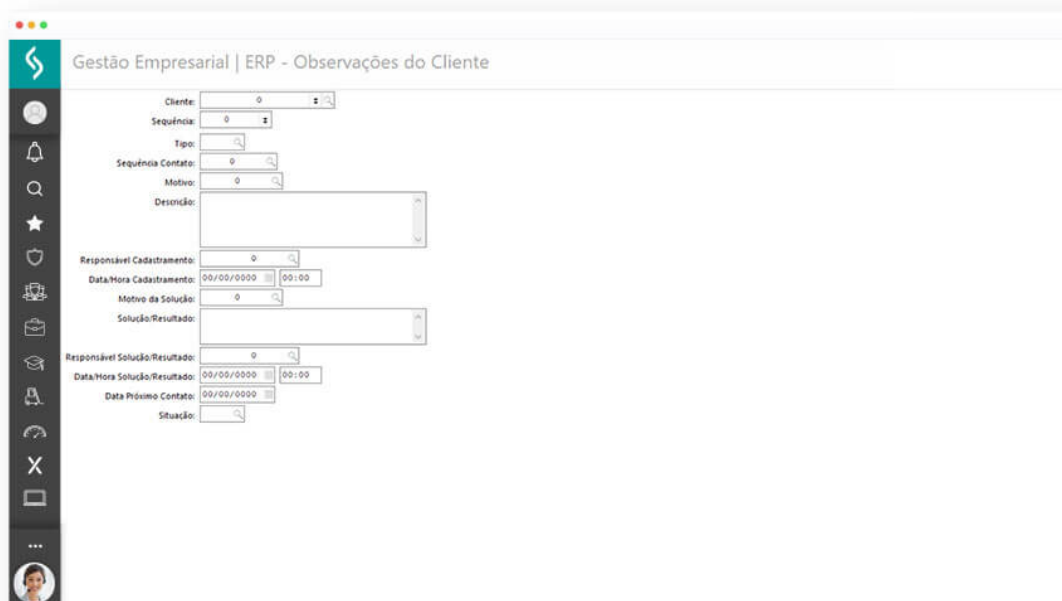 Gestão Empresarial | ERP - Observações do Cliente
Cliente: 0
Sequência: 0
Tipo:
Sequência Contato: 0
Motivo: 0
Descrição:
Responsável Cadastramento: 0
Data/Hora Cadastramento: 00/00/0000 00:00
Motivo da Solução: 0
Solução/Resultado:
Responsável Solução/Resultado: 0
Data/Hora Solução/Resultado: 00/00/0000 00:00
Data Próximo Contato: 00/00/0000
Situação: